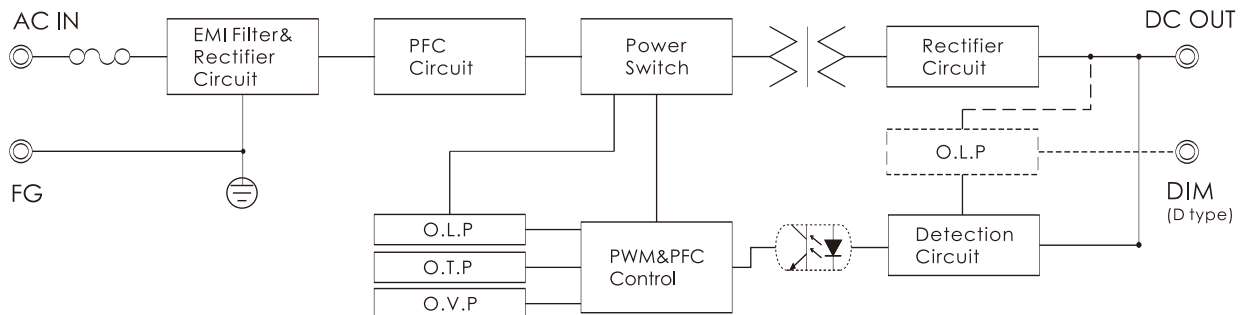 AC IN
EMI Filter&
Rectifier
Circuit
PFC
Circuit
Power
Switch
Rectifier
Circuit
DC OUT
FG
O.L.P
DIM
(D type)
O.L.P
O.T.P
O.V.P
PWM&PFC
Control
Detection
Circuit